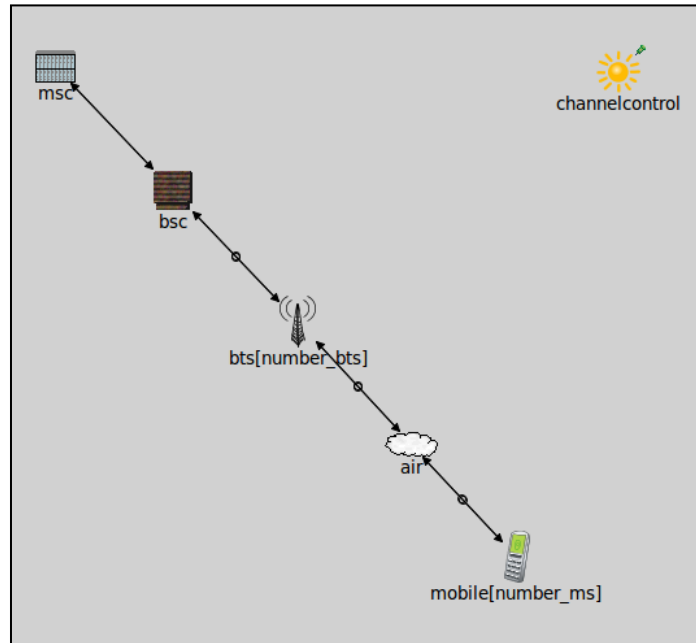 msc
channelcontrol
bsc
bts[number_bts]
air
mobile[number_ms]